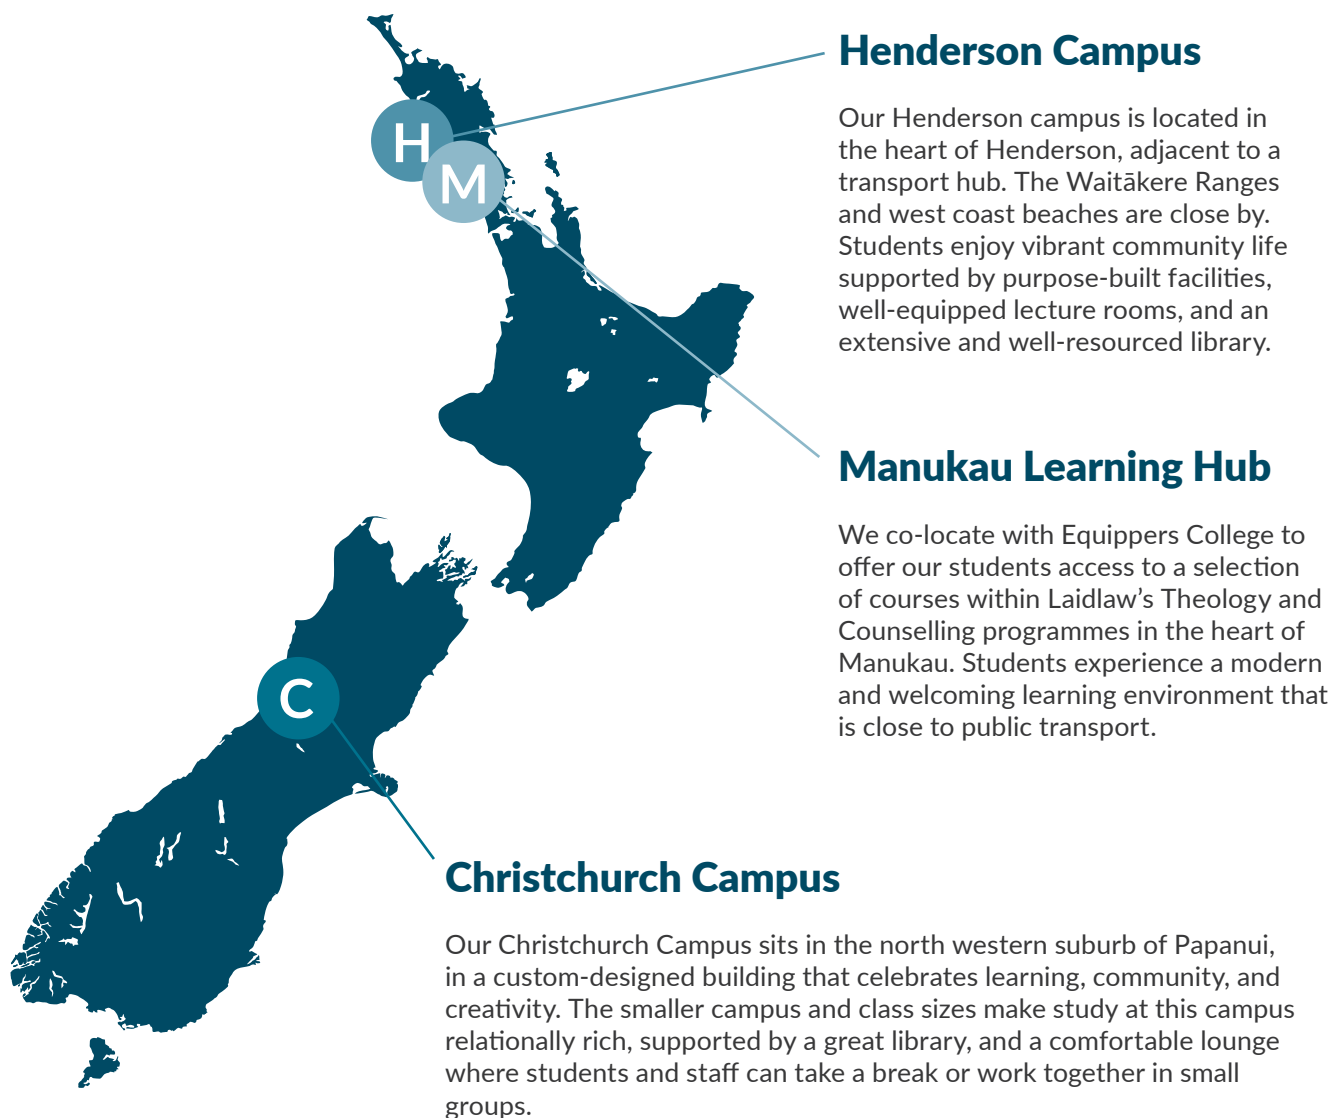 H
M
Henderson Campus
Our Henderson campus is located in
the heart of Henderson, adjacent to a
transport hub. The Waitākere Ranges
and west coast beaches are close by.
Students enjoy vibrant community life
supported by purpose-built facilities,
well-equipped lecture rooms, and an
extensive and well-resourced library.
Manukau Learning Hub
We co-locate with Equippers College to
offer our students access to a selection
of courses within Laidlaw’s Theology and
Counselling programmes in the heart of
Manukau. Students experience a modern
and welcoming learning environment that
is close to public transport.
C
Christchurch Campus
Our Christchurch Campus sits in the north western suburb of Papanui,
in a custom-designed building that celebrates learning, community, and
creativity. The smaller campus and class sizes make study at this campus
relationally rich, supported by a great library, and a comfortable lounge
where students and staff can take a break or work together in small
groups.